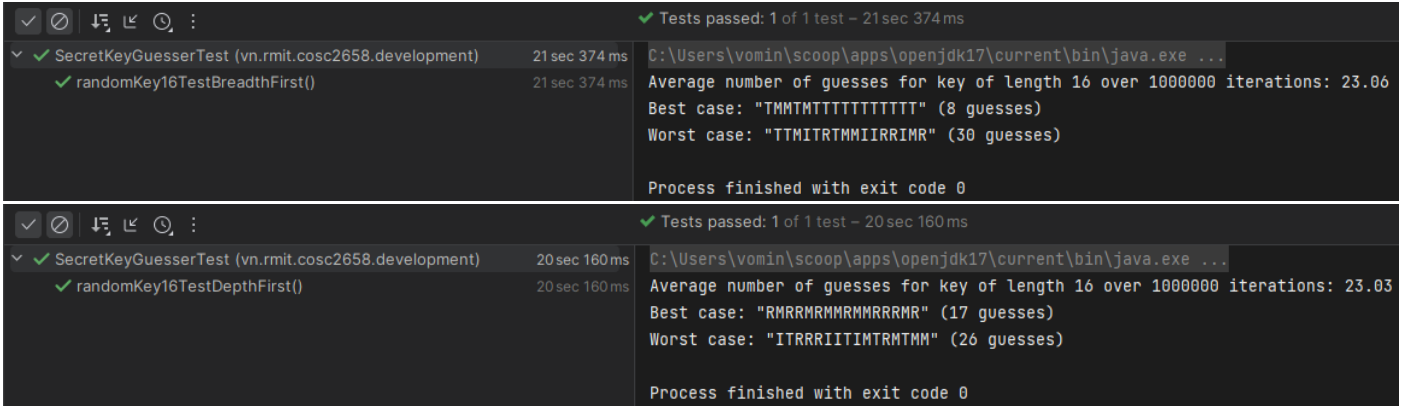 Tests passed: 1 of 1 test – 21 sec 374 ms
SecretKeyGuesserTest (vn.rmit.cosc2658.development) 21 sec 374 ms
randomKey16TestBreadthFirst() 21 sec 374 ms
C:\Users\vomin\scoop\apps\openjdk17\current\bin\java.exe ...
Average number of guesses for key of length 16 over 1000000 iterations: 23.06
Best case: "TMMTMTTTTTTTTTTT" (8 guesses)
Worst case: "TTMITRTMMIIRRIMR" (30 guesses)
Process finished with exit code 0
Tests passed: 1 of 1 test – 20 sec 160 ms
SecretKeyGuesserTest (vn.rmit.cosc2658.development) 20 sec 160 ms
randomKey16TestDepthFirst() 20 sec 160 ms
C:\Users\vomin\scoop\apps\openjdk17\current\bin\java.exe ...
Average number of guesses for key of length 16 over 1000000 iterations: 23.03
Best case: "RMRRMRMMRMMRRRMR" (17 guesses)
Worst case: "ITRRRIITIMTRMTMM" (26 guesses)
Process finished with exit code 0